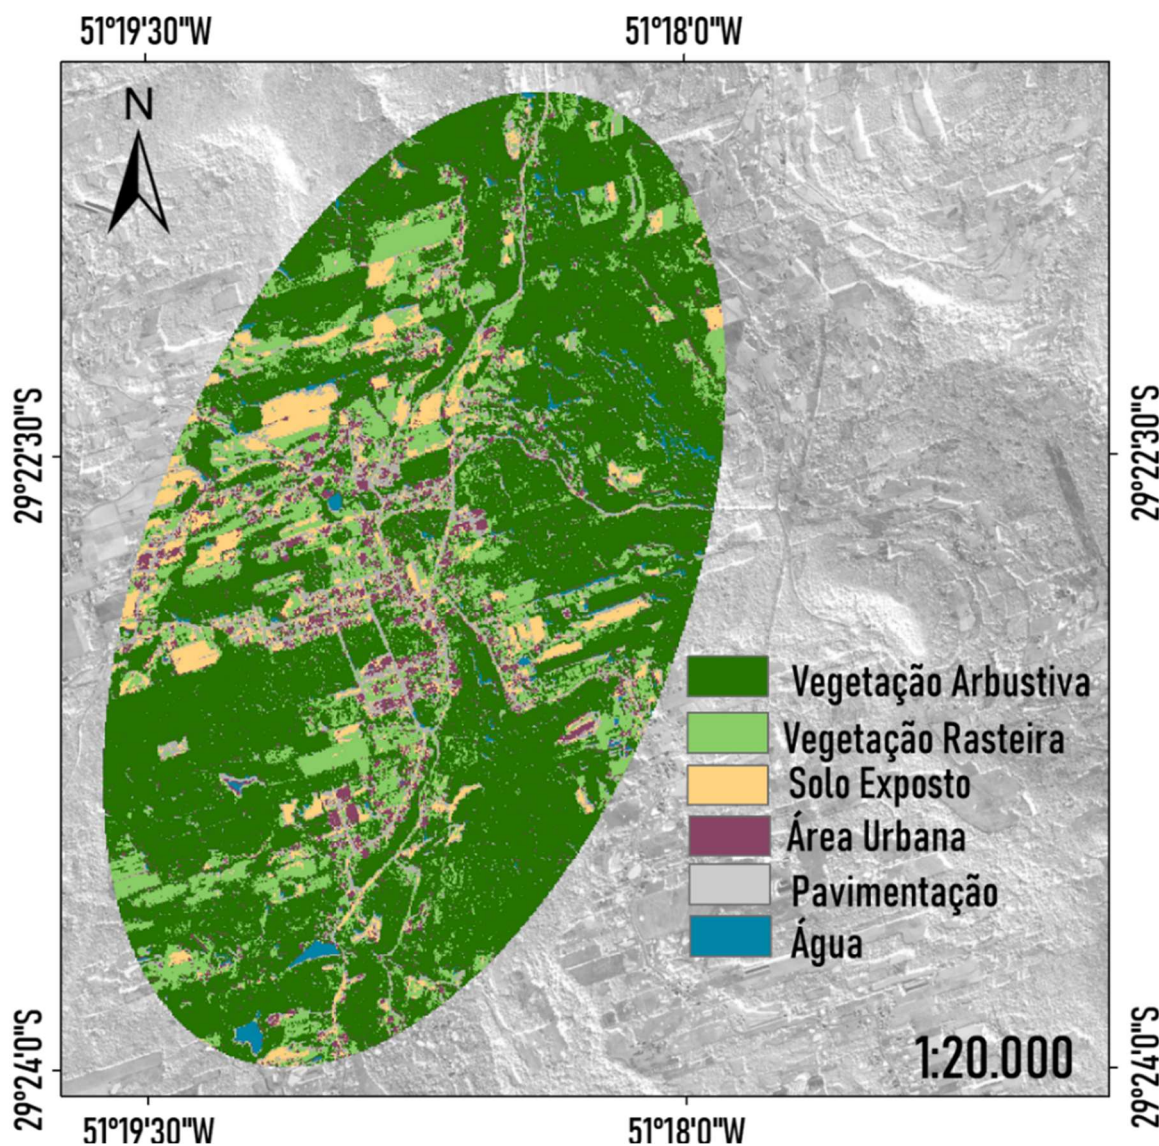 51°19'30"W
51°18'0"W
N
29°22'30"S
29°22'30"S
Vegetação Arbustiva
Vegetação Rasteira
Solo Exposto
Área Urbana
Pavimentação
Água
1:20.000
29°24'0"S
29°24'0"S
51°19'30"W
51°18'0"W